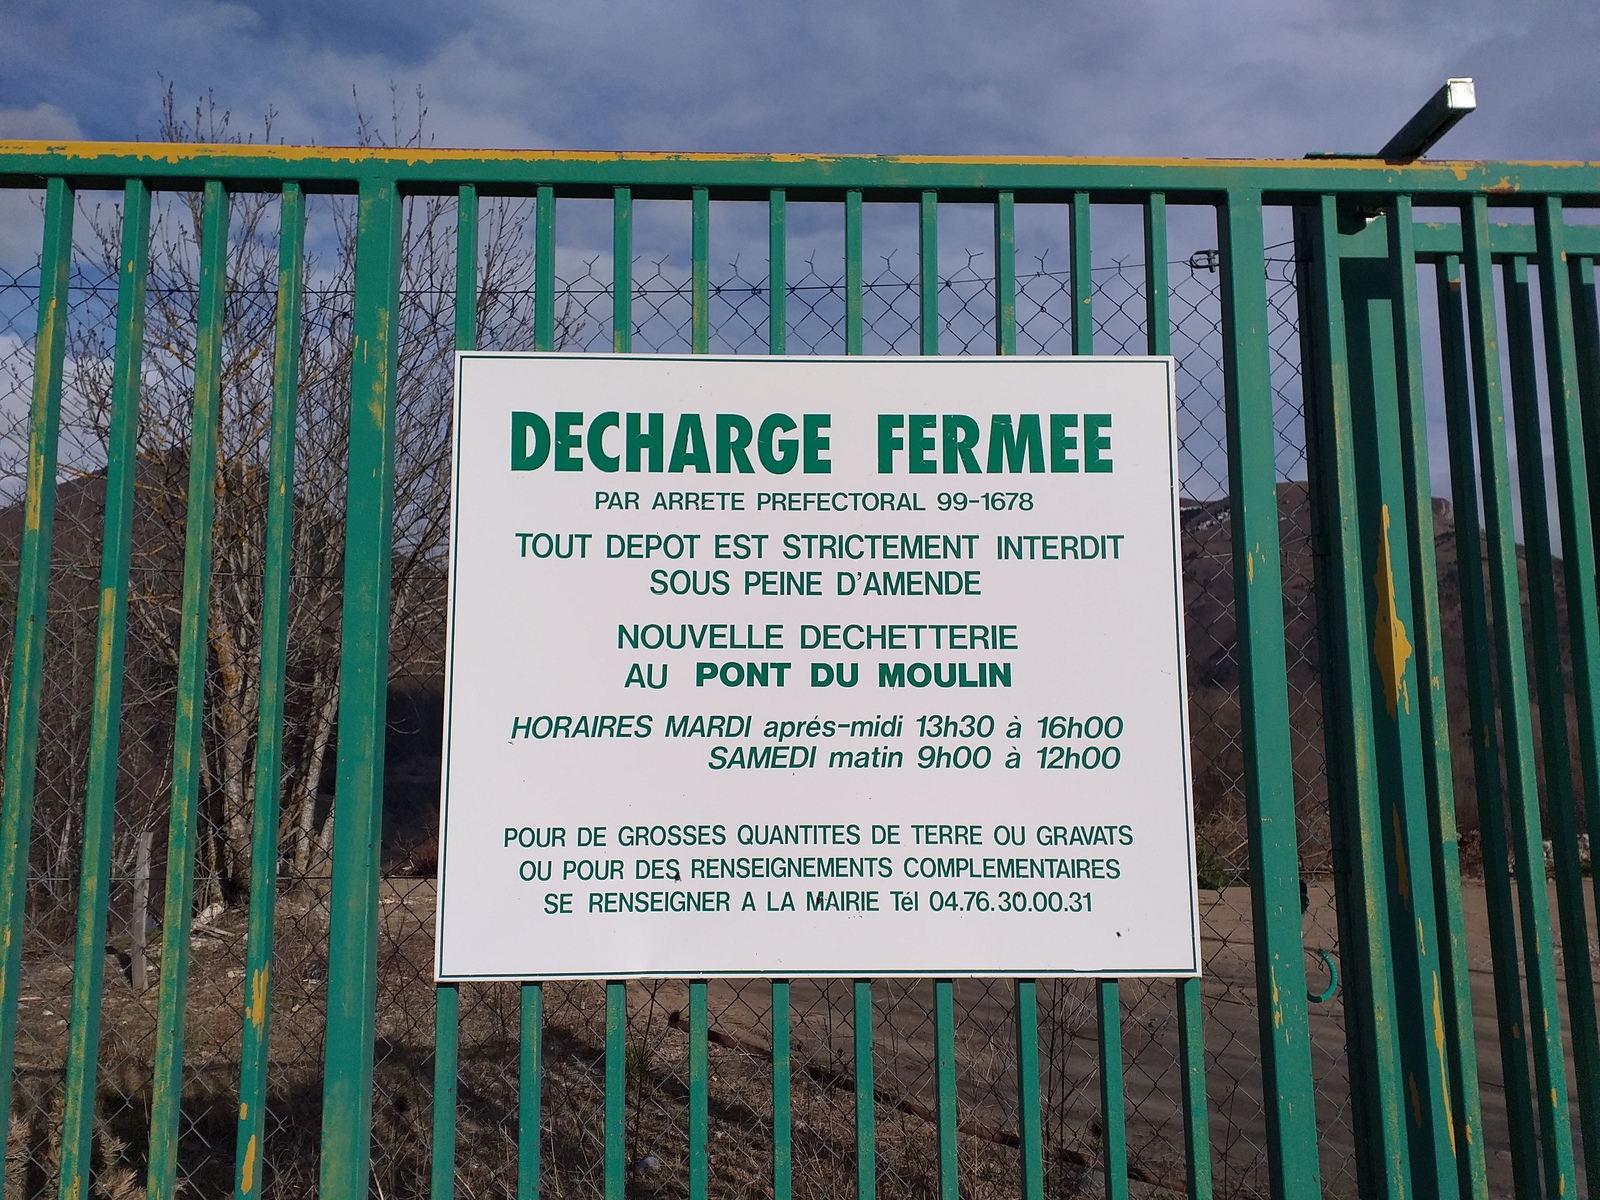 DECHARGE FERMEE
PAR ARRETE PREFECTORAL 99-1678
TOUT DEPOT EST STRICTEMENT INTERDIT
SOUS PEINE D'AMENDE
NOUVELLE DECHETTERIE
AU PONT DU MOULIN
HORAIRES MARDI aprés-midi 13h30 à 16h00
SAMEDI matin 9h00 à 12h00
POUR DE GROSSES QUANTITES DE TERRE OU GRAVATS
OU POUR DES RENSEIGNEMENTS COMPLEMENTAIRES
SE RENSEIGNER A LA MAIRIE Tél 04.76.30.00.31